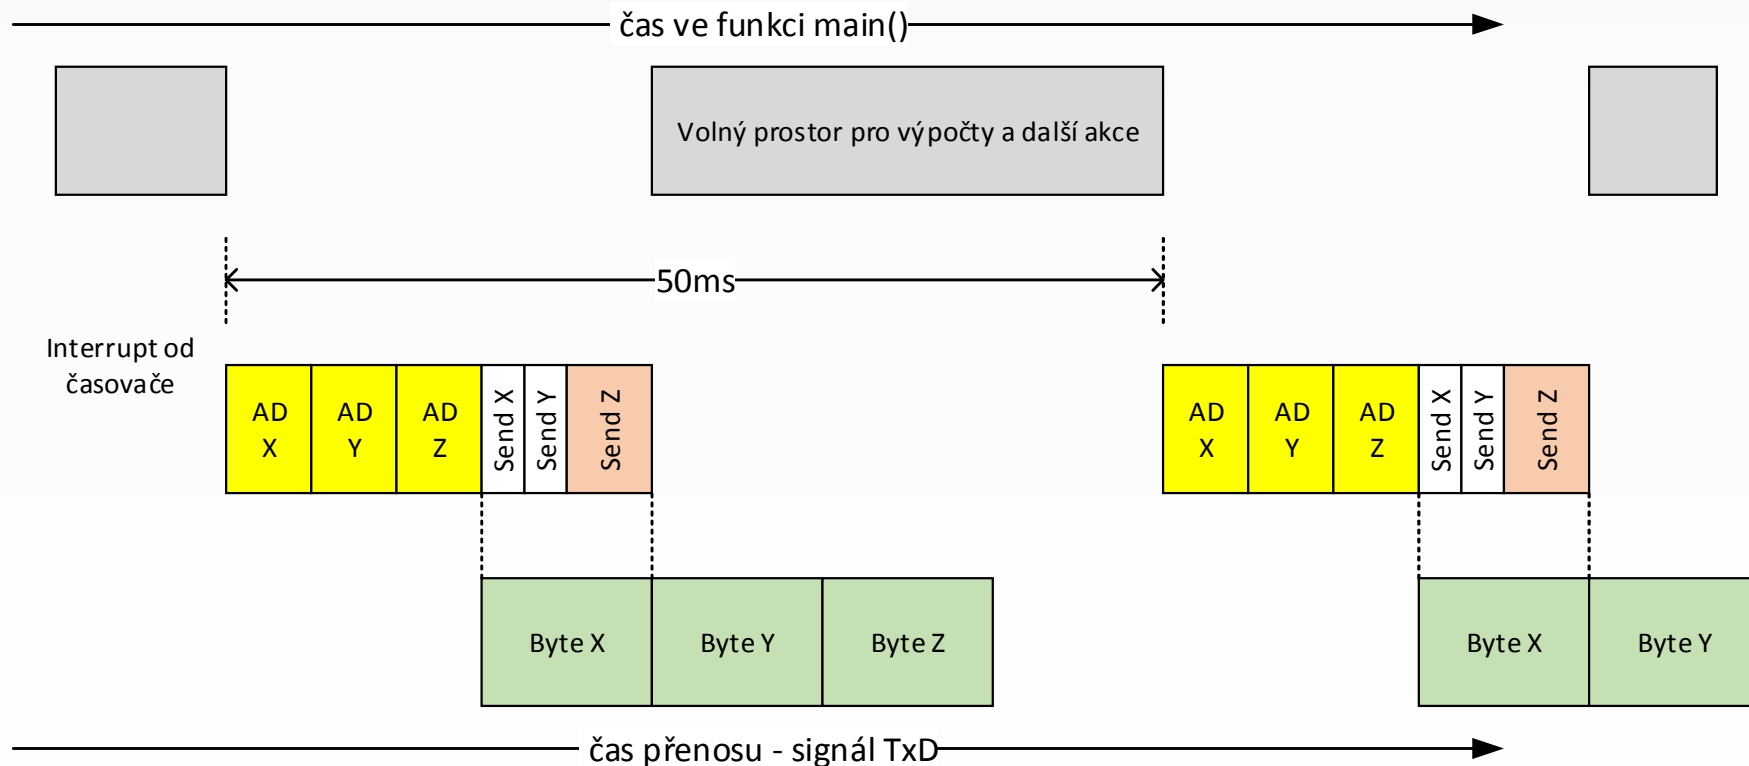 čas ve funkci main()
Volný prostor pro výpočty a další akce
50ms
Interrupt od
časovače
AD
X
AD
Y
AD
Z
Send X
Send Y
Send Z
AD
X
AD
Y
AD
Z
Send X
Send Y
Send Z
Byte X
Byte Y
Byte Z
Byte X
Byte Y
čas přenosu - signál TxD